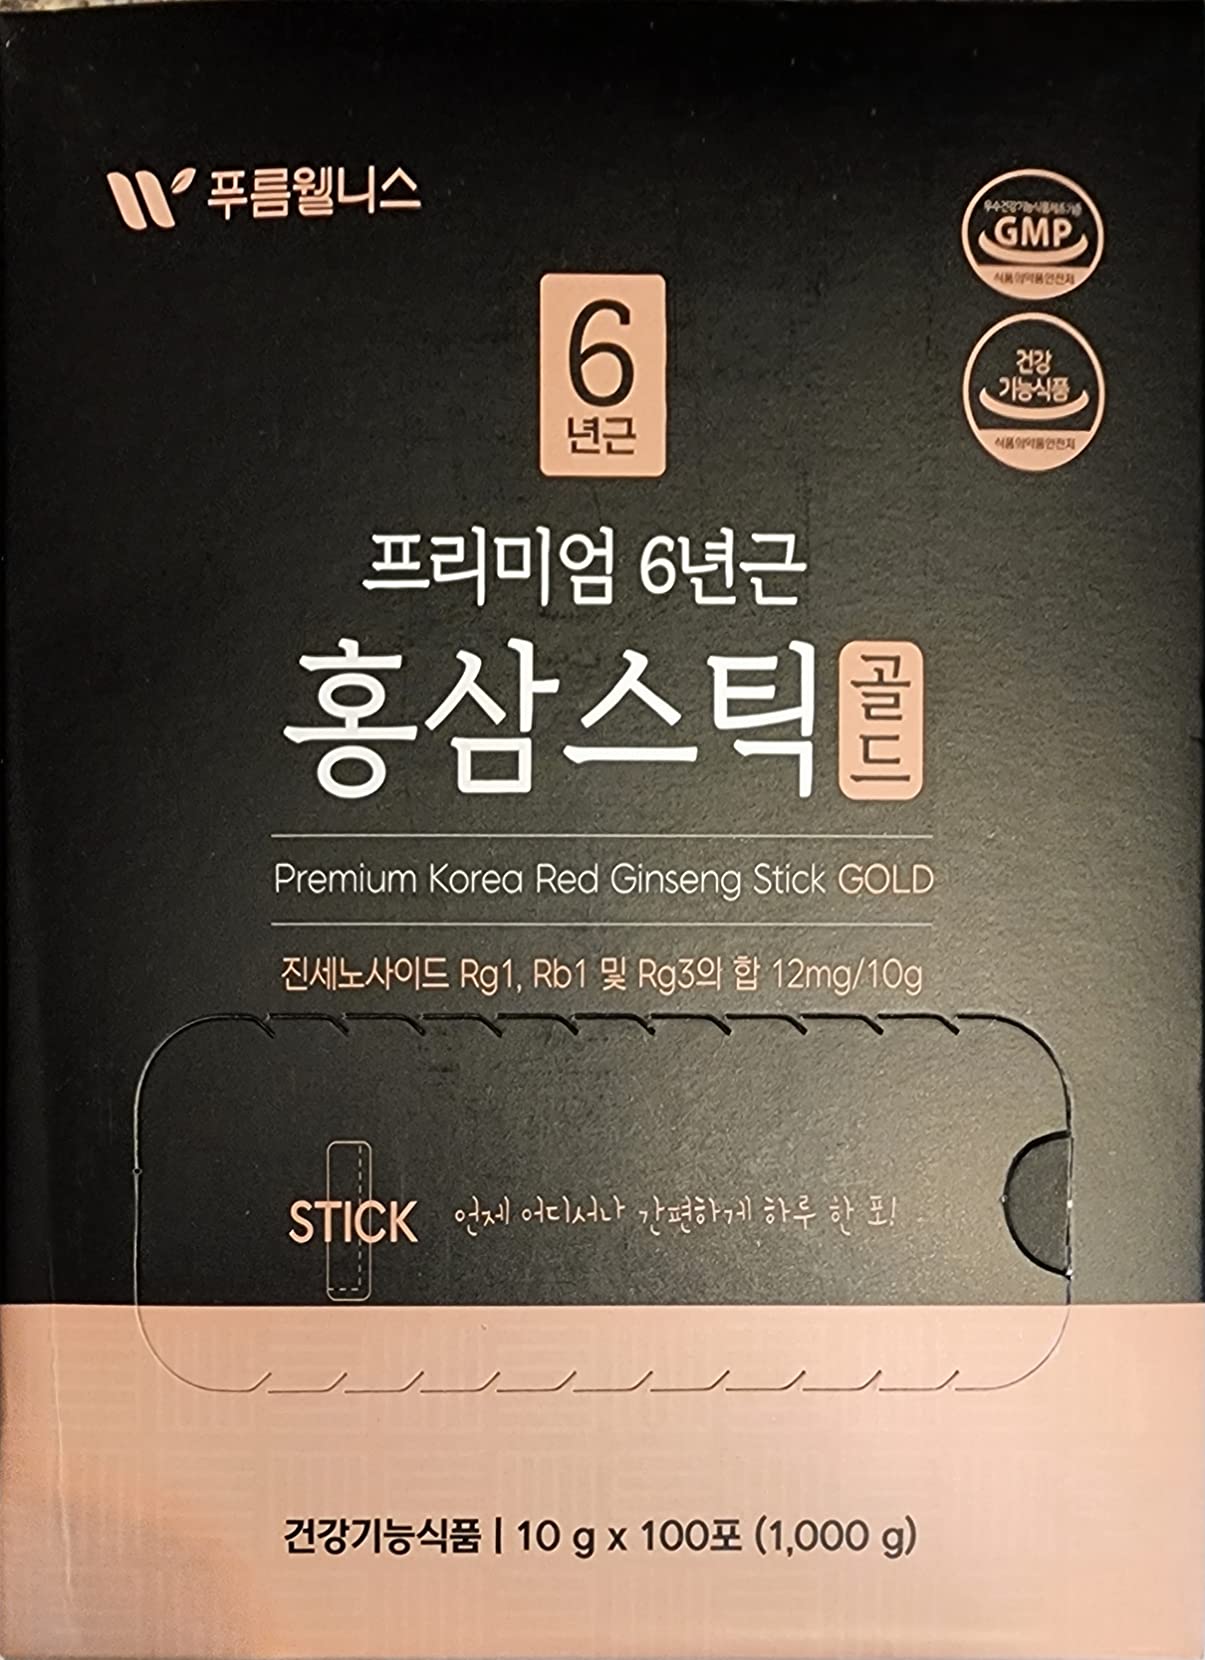 푸름웰니스
우수건강기능식품제조기준
GMP
식품의약품안전처
6
년근
건강
기능식품
식품의약품안전처
프리미엄 6년근
홍삼스틱 골드
Premium Korea Red Ginseng Stick GOLD
진세노사이드 Rg1, Rb1 및 Rg3의 합 12mg/10g
STICK 언제 어디서나 간편하게 하루 한 포!
건강기능식품 | 10 g x 100포 (1,000 g)